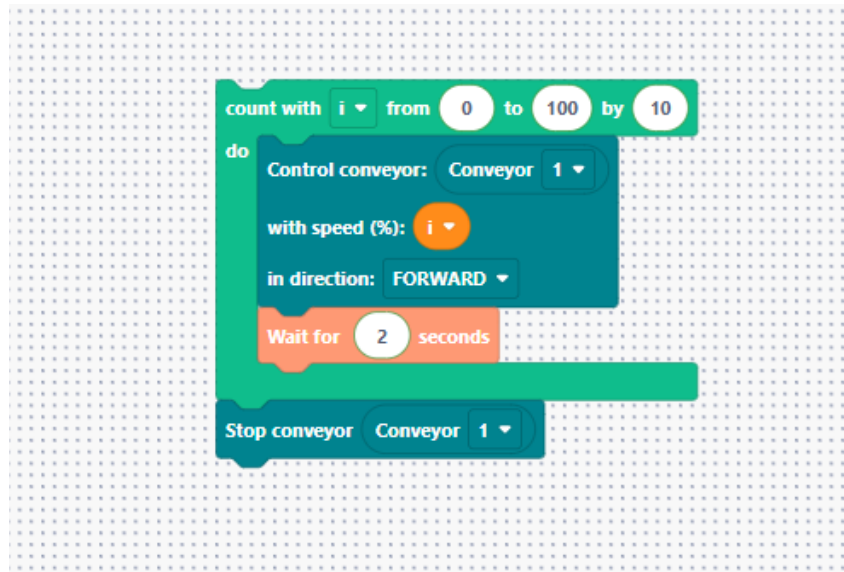 count with i from 0 to 100 by 10
do
Control conveyor: Conveyor 1
with speed (%): i
in direction: FORWARD
Wait for 2 seconds
Stop conveyor Conveyor 1